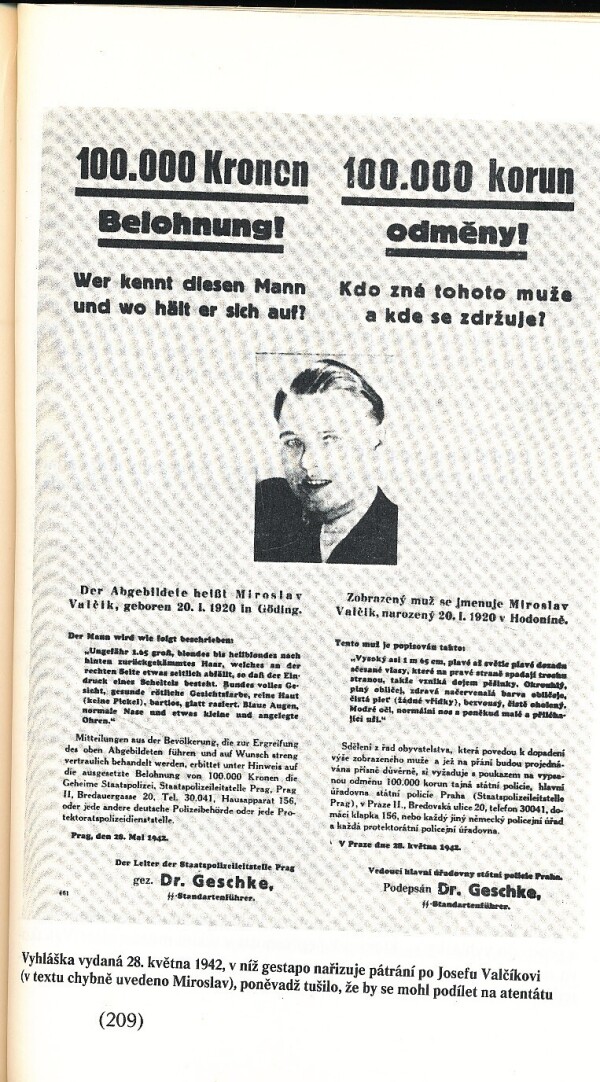 100.000 Kronen
Belohnung!
Wer kennt diesen Mann
und wo hält er sich auf?
100.000 korun
odměny!
Kdo zná tohoto muže
a kde se zdržuje?
Der Abgebildete heißt Miroslav
Valčik, geboren 20. I. 1920 in Göding.
Der Mann wird wie folgt beschrieben:
„Ungefähr 1.65 groß, blondes bis hellblondes nach
hinten zurückgekämmtes Haar, welches an der
rechten Seite etwas seitlich abfällt, so daß der Ein-
druck eines Scheitels besteht. Rundes volles Ge-
sicht, gesunde rötliche Gesichtsfarbe, reine Haut
(keine Pickel), bartlos, glatt rasiert. Blaue Augen,
normale Nase und etwas kleine und angelegte
Ohren.“
Mitteilungen aus der Bevölkerung, die zur Ergreifung
des oben Abgebildeten führen und auf Wunsch streng
vertraulich behandelt werden, erbittet unter Hinweis auf
die ausgesetzte Belohnung von 100.000 Kronen die
Geheime Staatspolizei, Staatspolizeileitstelle Prag, Prag
II, Bredauergasse 20, Tel. 30.041, Hausapparat 156,
oder jede andere deutsche Polizeibehörde oder jede Pro-
tektoratspolizeidienststelle.
Prag, den 28. Mai 1942.
Der Leiter der Staatspolizeileitstelle Prag
gez. Dr. Geschke,
SS-Standartenführer.
Zobrazený muž se jmenuje Miroslav
Valčik, narozený 20. I. 1920 v Hodoníně.
Tento muž je popisován takto:
„Vysoký asi 1 m 65 cm, plavé až světle plavé dozadu
sčesané vlasy, které na pravé straně spadají trochu
stranou, takže vzniká dojem pěšinky. Okrouhlý,
plný obličej, zdravá načervenalá barva obličeje,
čistá pleť (žádné vřídky), bezvousý, čistě oholený.
Modré oči, normální nos a poněkud malé a přiléha-
jící uši.“
Sdělení z řad obyvatelstva, která povedou k dopadení
výše zobrazeného muže a jež na přání budou projedná-
vána přísně důvěrně, si vyžaduje s poukazem na vypsa-
nou odměnu 100.000 korun tajná státní policie, hlavní
úřadovna státní policie Praha (Staatspolizeileitstelle
Prag), v Praze II., Bredovská ulice 20, telefon 30041, do-
mácí klapka 156, nebo každý jiný německý policejní úřad
a každá protektorátní policejní úřadovna.
V Praze dne 28. května 1942.
Vedoucí hlavní úřadovny státní policie Praha.
Podepsán Dr. Geschke,
SS-Standartenführer.
Vyhláška vydaná 28. května 1942, v níž gestapo nařizuje pátrání po Josefu Valčíkovi
(v textu chybně uvedeno Miroslav), poněvadž tušilo, že by se mohl podílet na atentátu
(209)